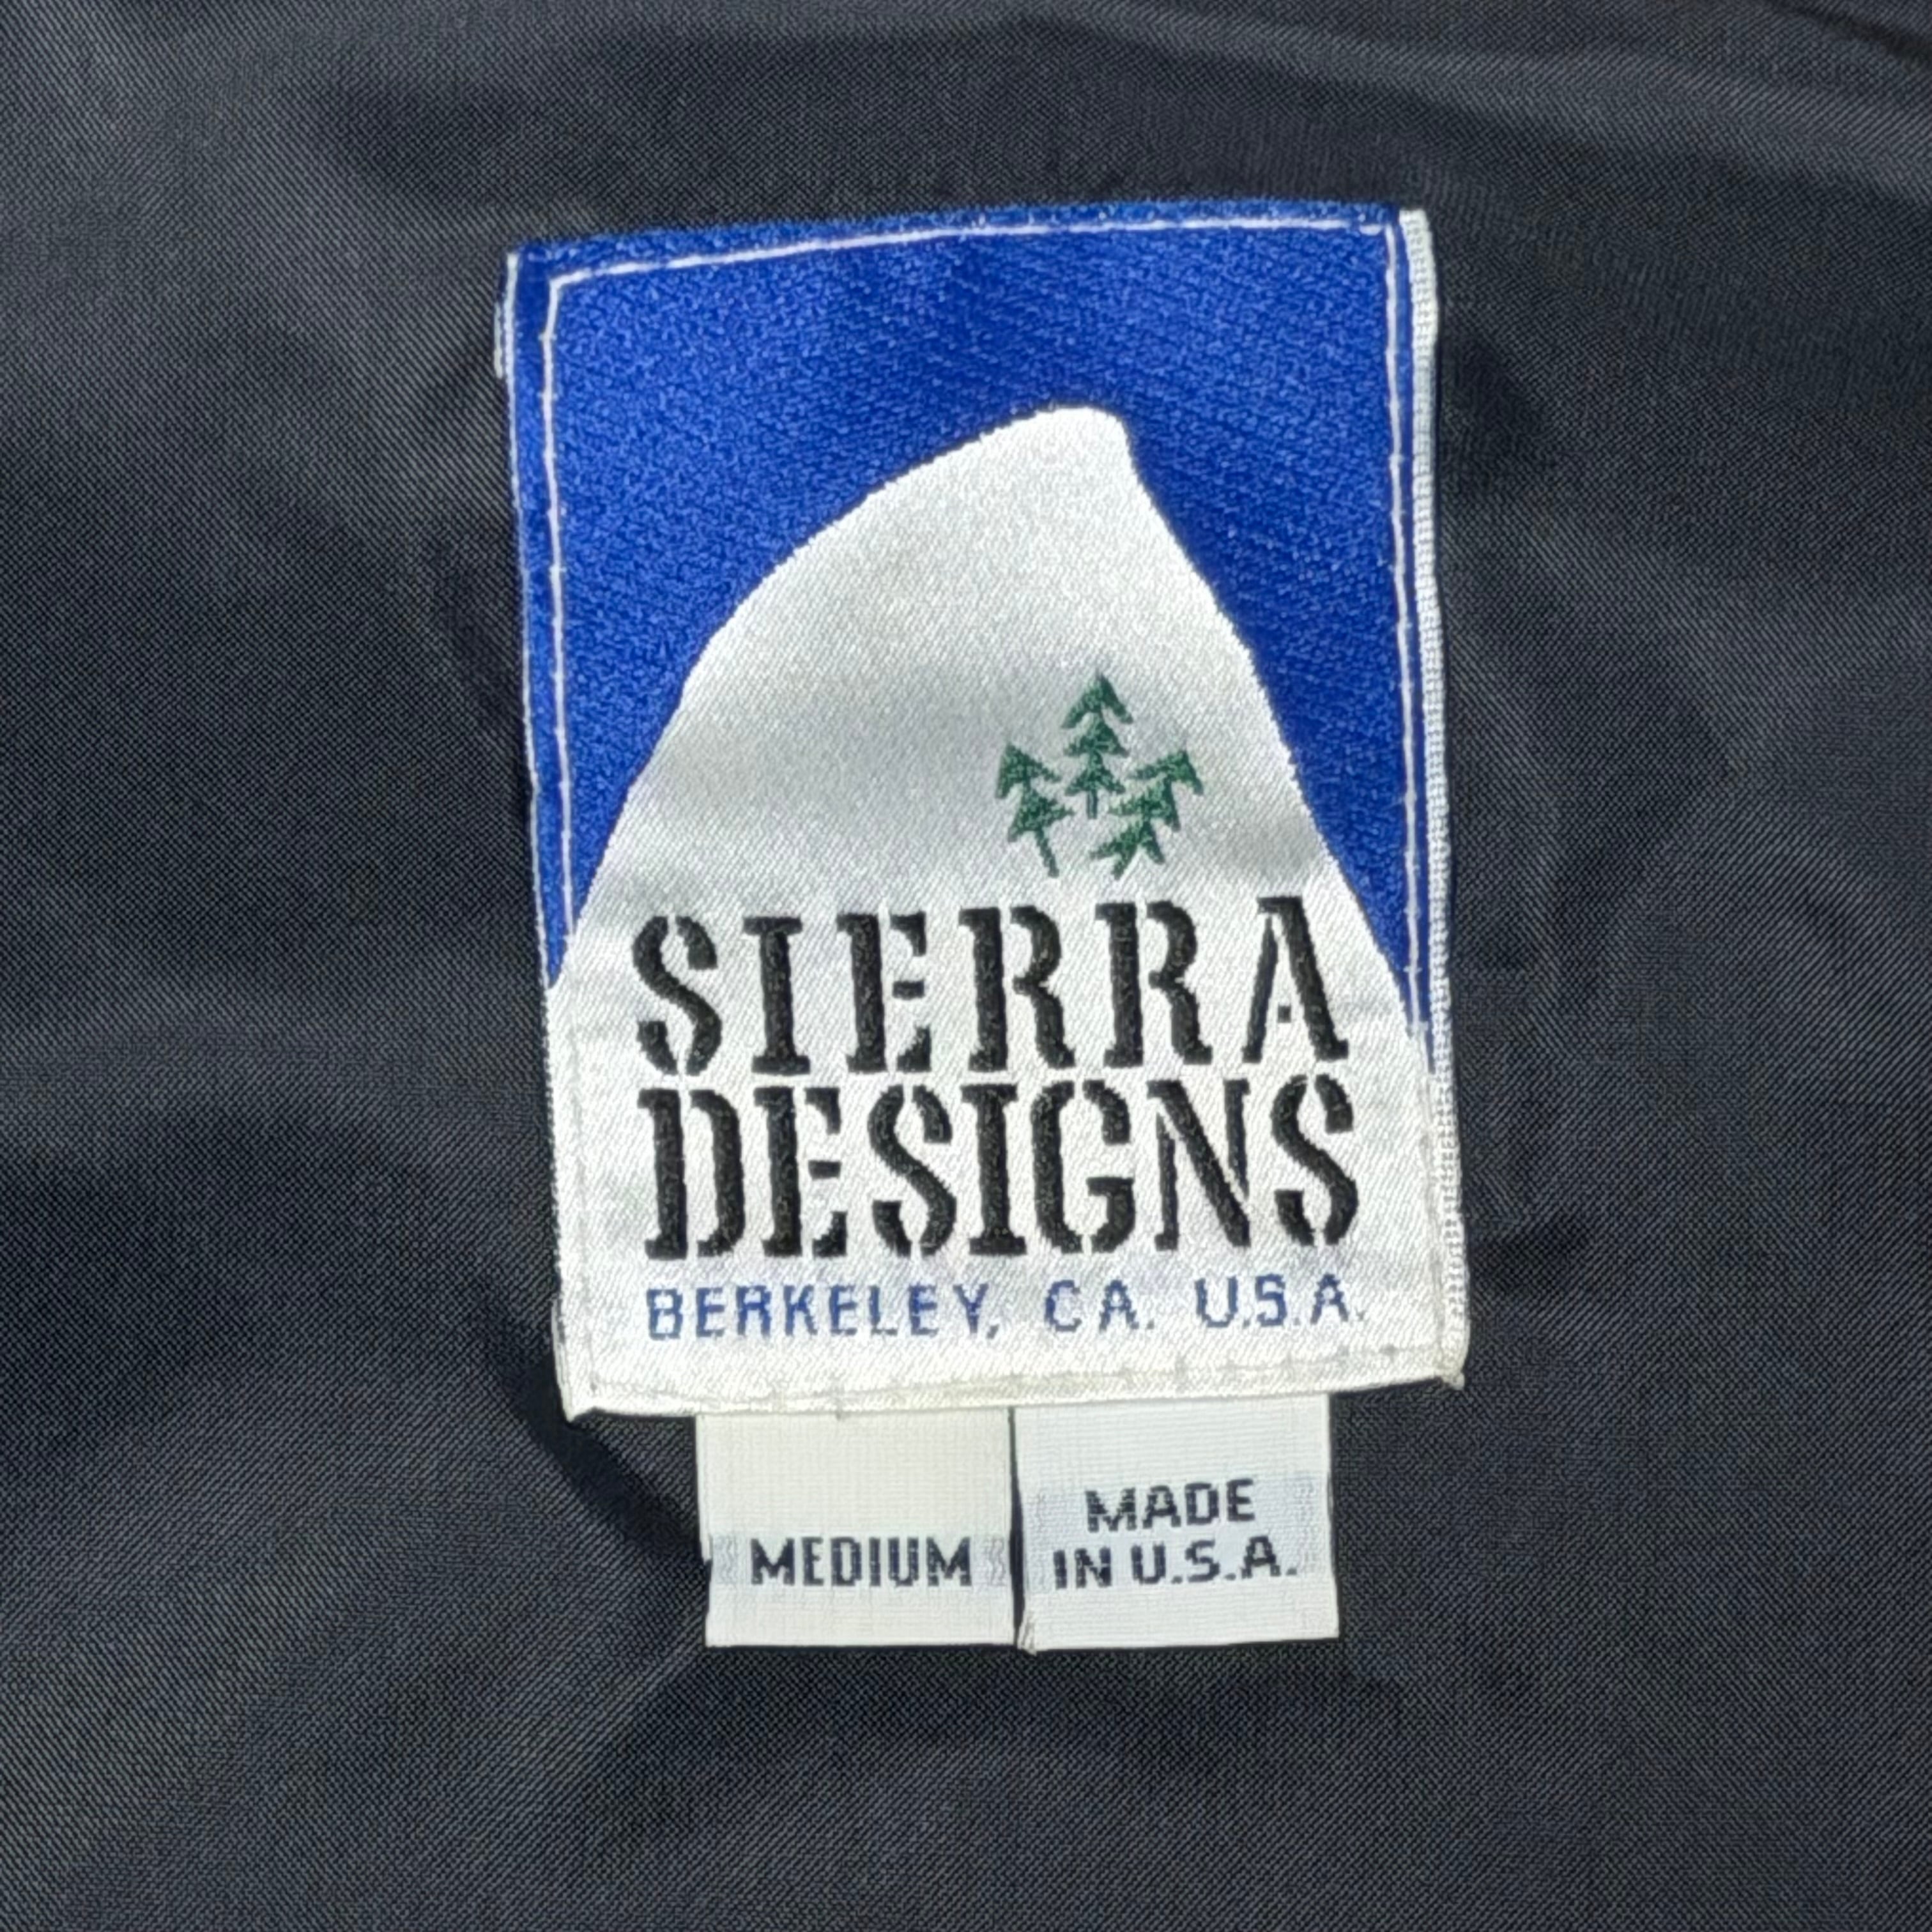 SIERRA
DESIGNS
BERKELEY, CA. U.S.A.
MEDIUM
MADE
IN U.S.A.